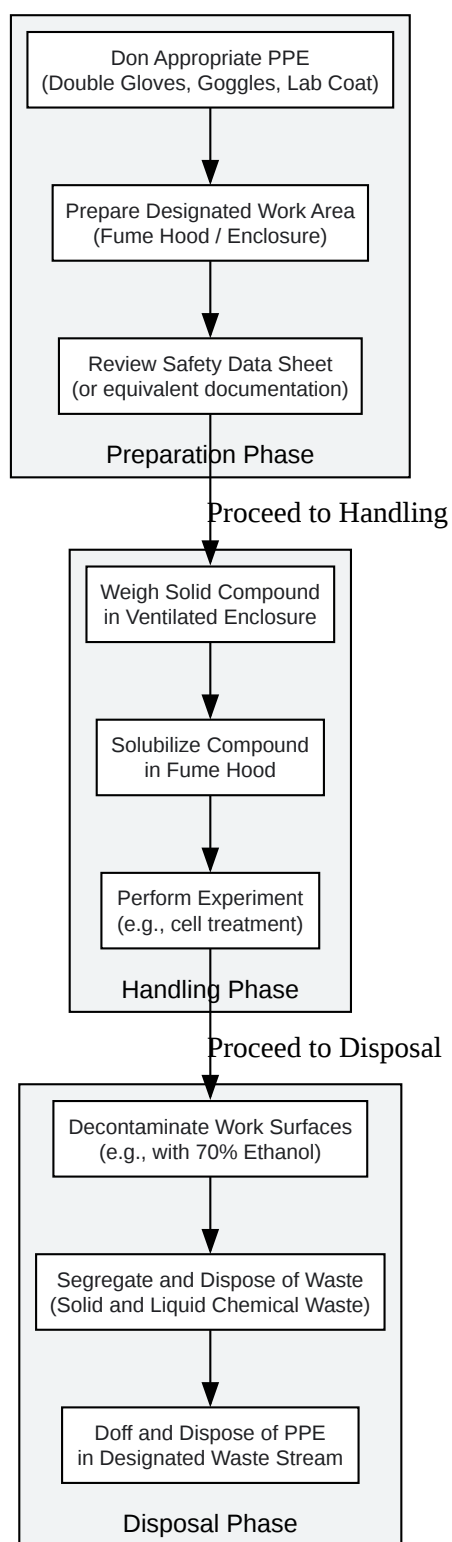 Don Appropriate PPE
(Double Gloves, Goggles, Lab Coat)
Prepare Designated Work Area
(Fume Hood / Enclosure)
Review Safety Data Sheet
(or equivalent documentation)
Preparation Phase
Proceed to Handling
Weigh Solid Compound
in Ventilated Enclosure
Solubilize Compound
in Fume Hood
Perform Experiment
(e.g., cell treatment)
Handling Phase
Proceed to Disposal
Decontaminate Work Surfaces
(e.g., with 70% Ethanol)
Segregate and Dispose of Waste
(Solid and Liquid Chemical Waste)
Doff and Dispose of PPE
in Designated Waste Stream
Disposal Phase